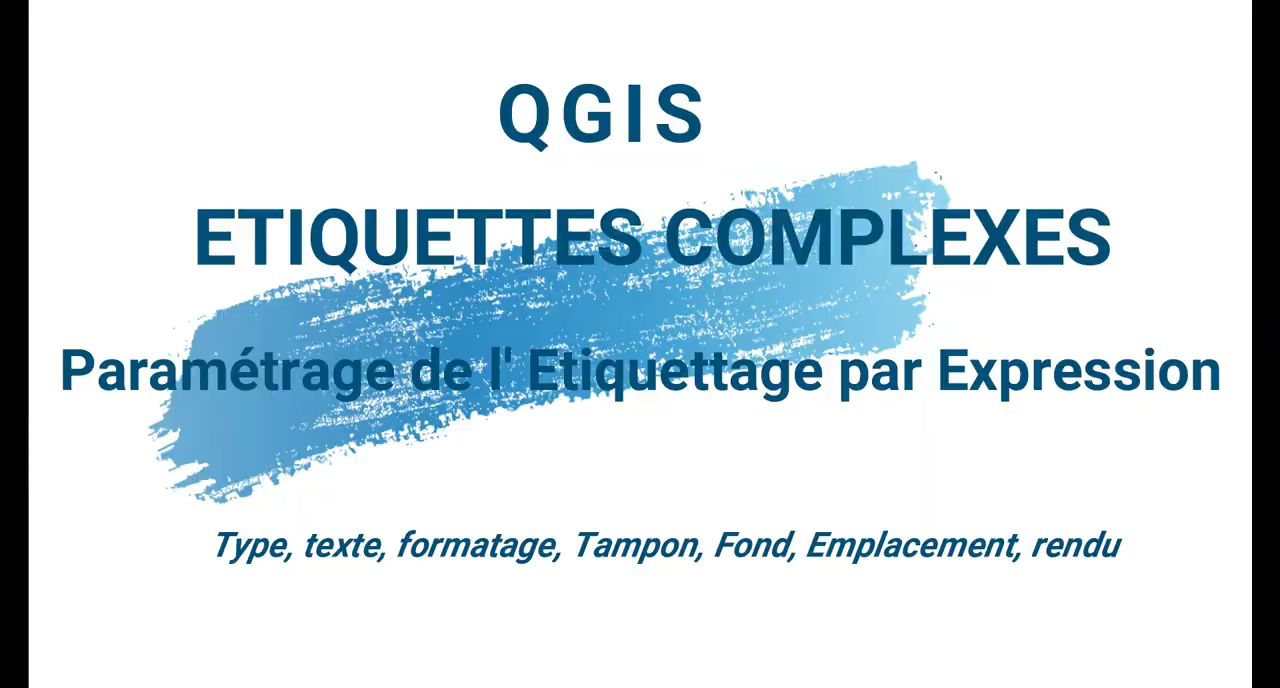 QGIS
ETIQUETTES COMPLEXES
Paramétrage de l' Etiquettage par Expression
Type, texte, formatage, Tampon, Fond, Emplacement, rendu